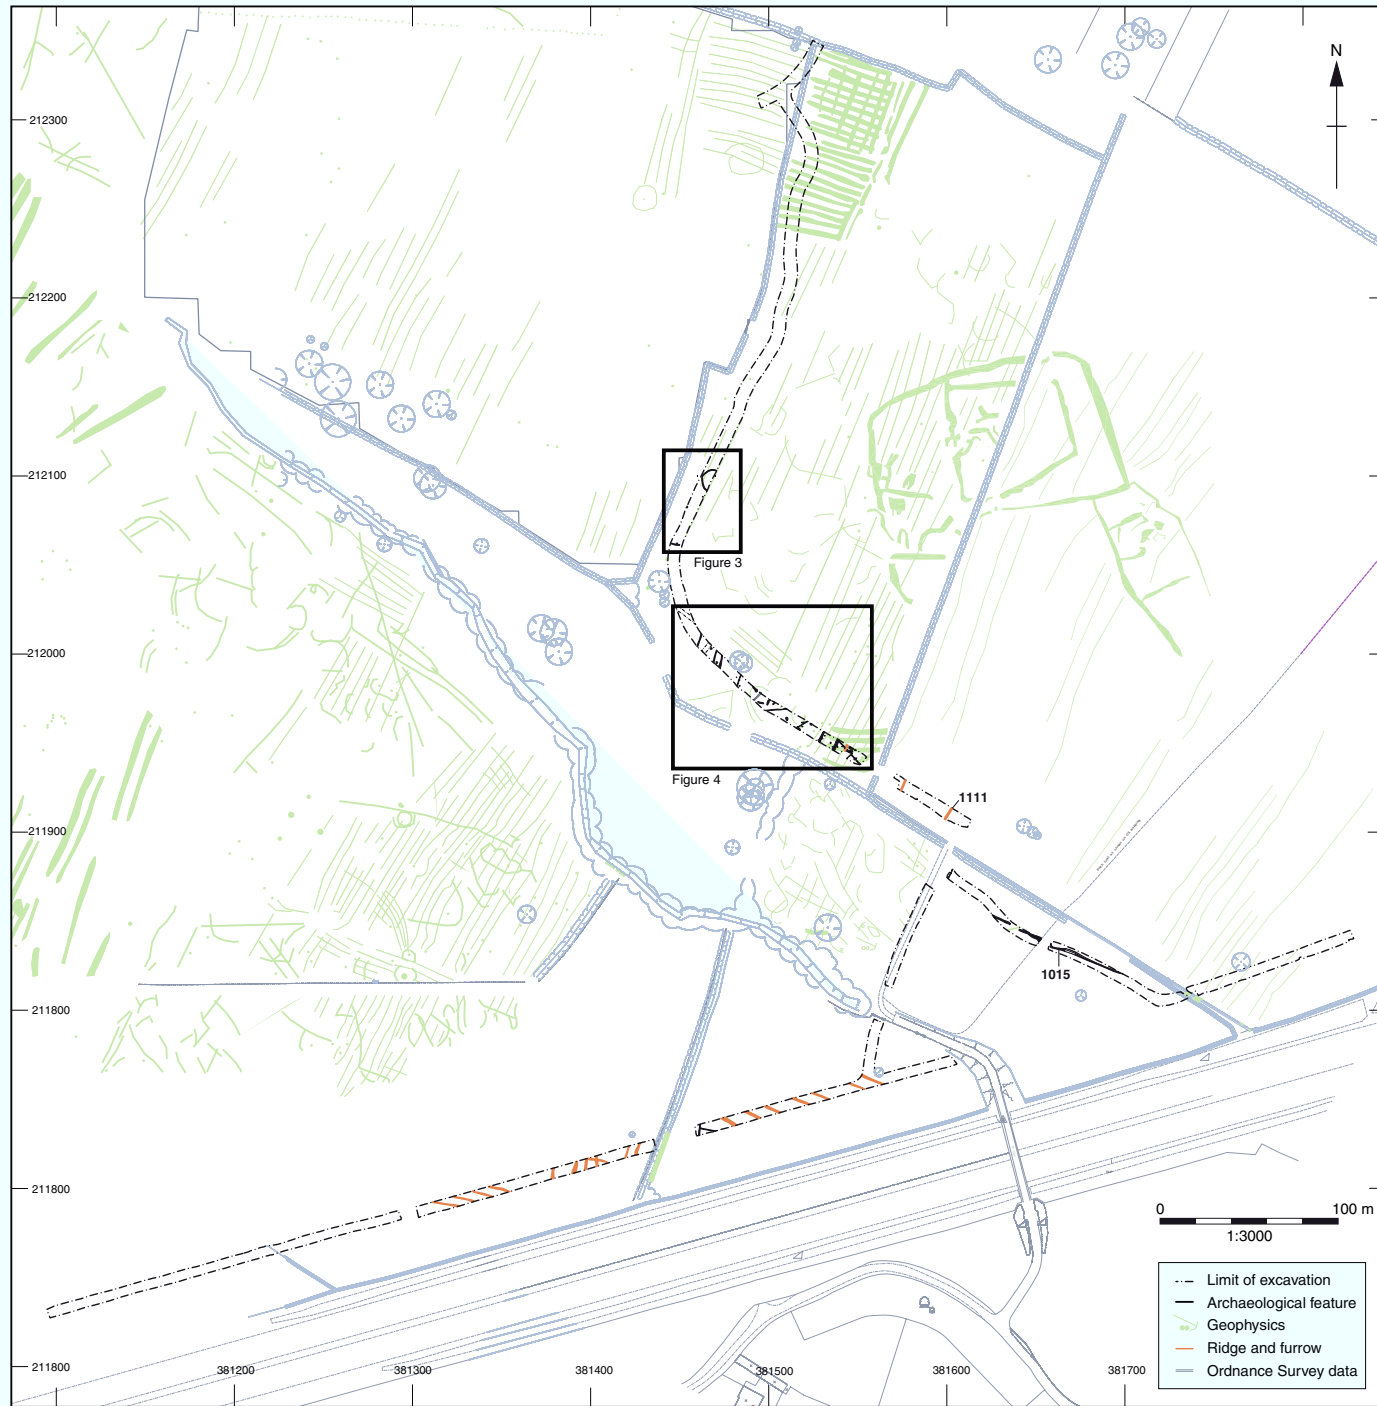 N
212300
212200
212100
Figure 3
212000
Figure 4
1111
211900
1015
211800
211800
0 100 m
1:3000
Limit of excavation
Archaeological feature
Geophysics
Ridge and furrow
Ordnance Survey data
211800
381200
381300
381400
381500
381600
381700